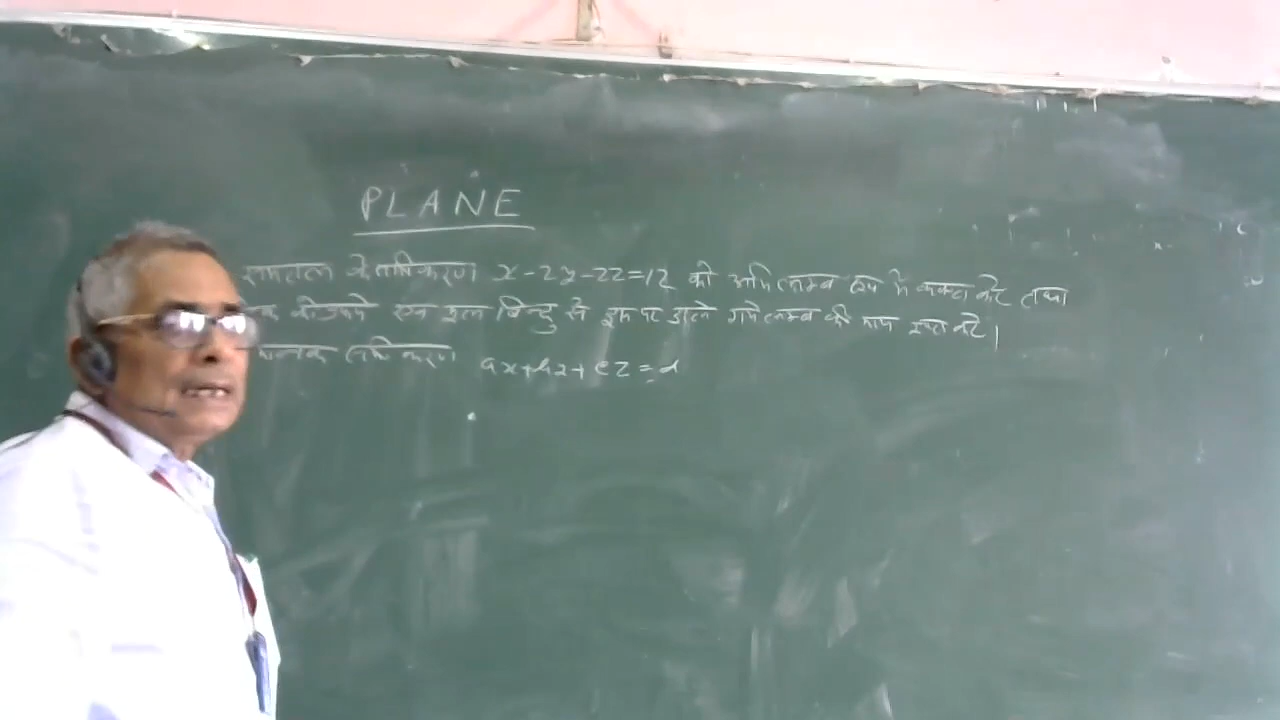 PLANE
समतल के समीकरण x-2y-2z=12 को अभिलम्ब रूप में व्यक्त करें तथा
मूल बिन्दु से इस पर डाले गये लम्ब की माप ज्ञात करें।
समीकरण ax+by+cz=d